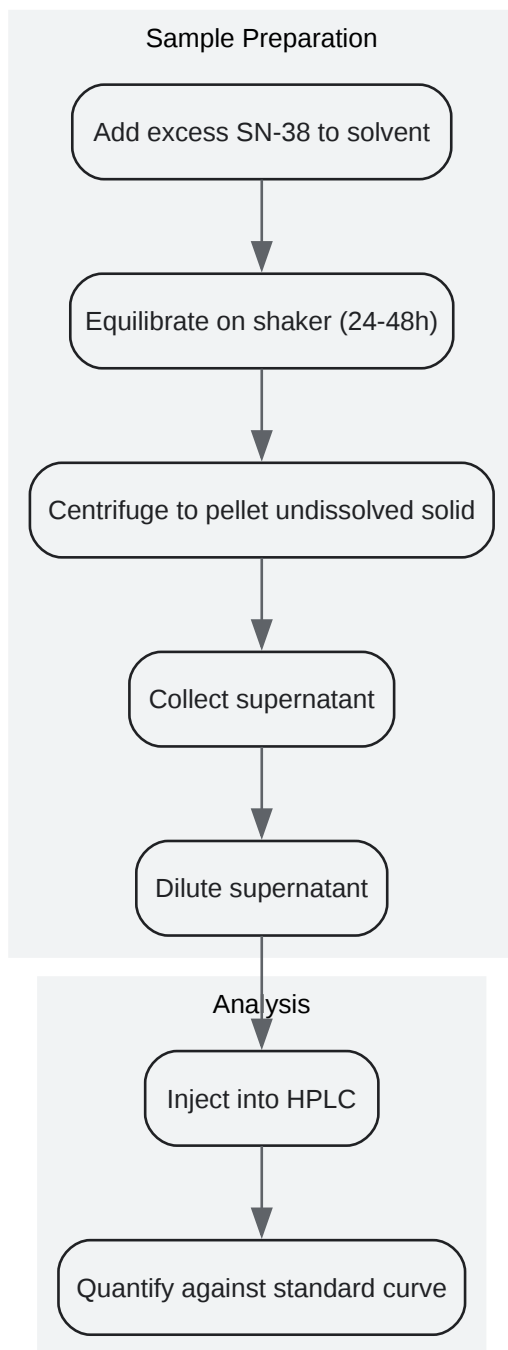 Sample Preparation
Add excess SN-38 to solvent
Equilibrate on shaker (24-48h)
Centrifuge to pellet undissolved solid
Collect supernatant
Dilute supernatant
Analysis
Inject into HPLC
Quantify against standard curve